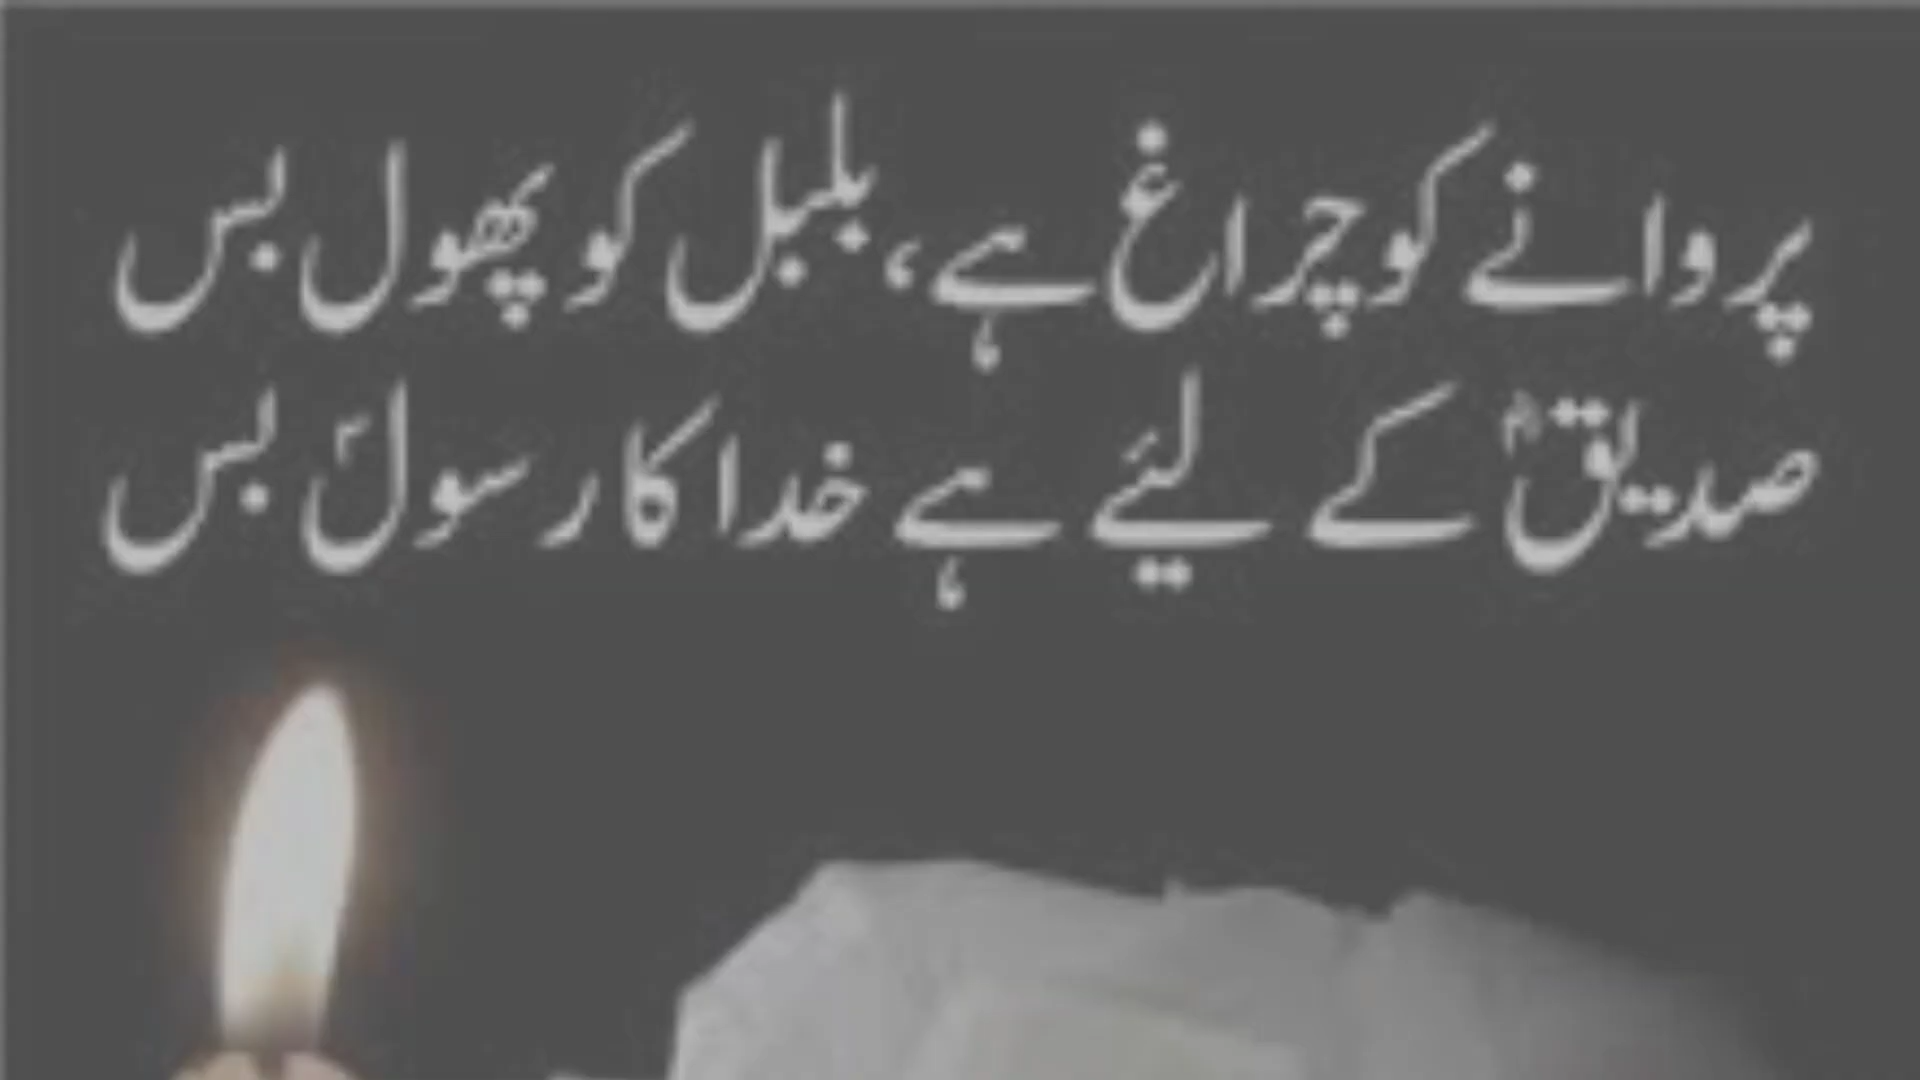 پروانے کو چراغ ہے، بلبل کو پھول بس
صدیقؓ کے لیئے ہے خدا کا رسولؐ بس